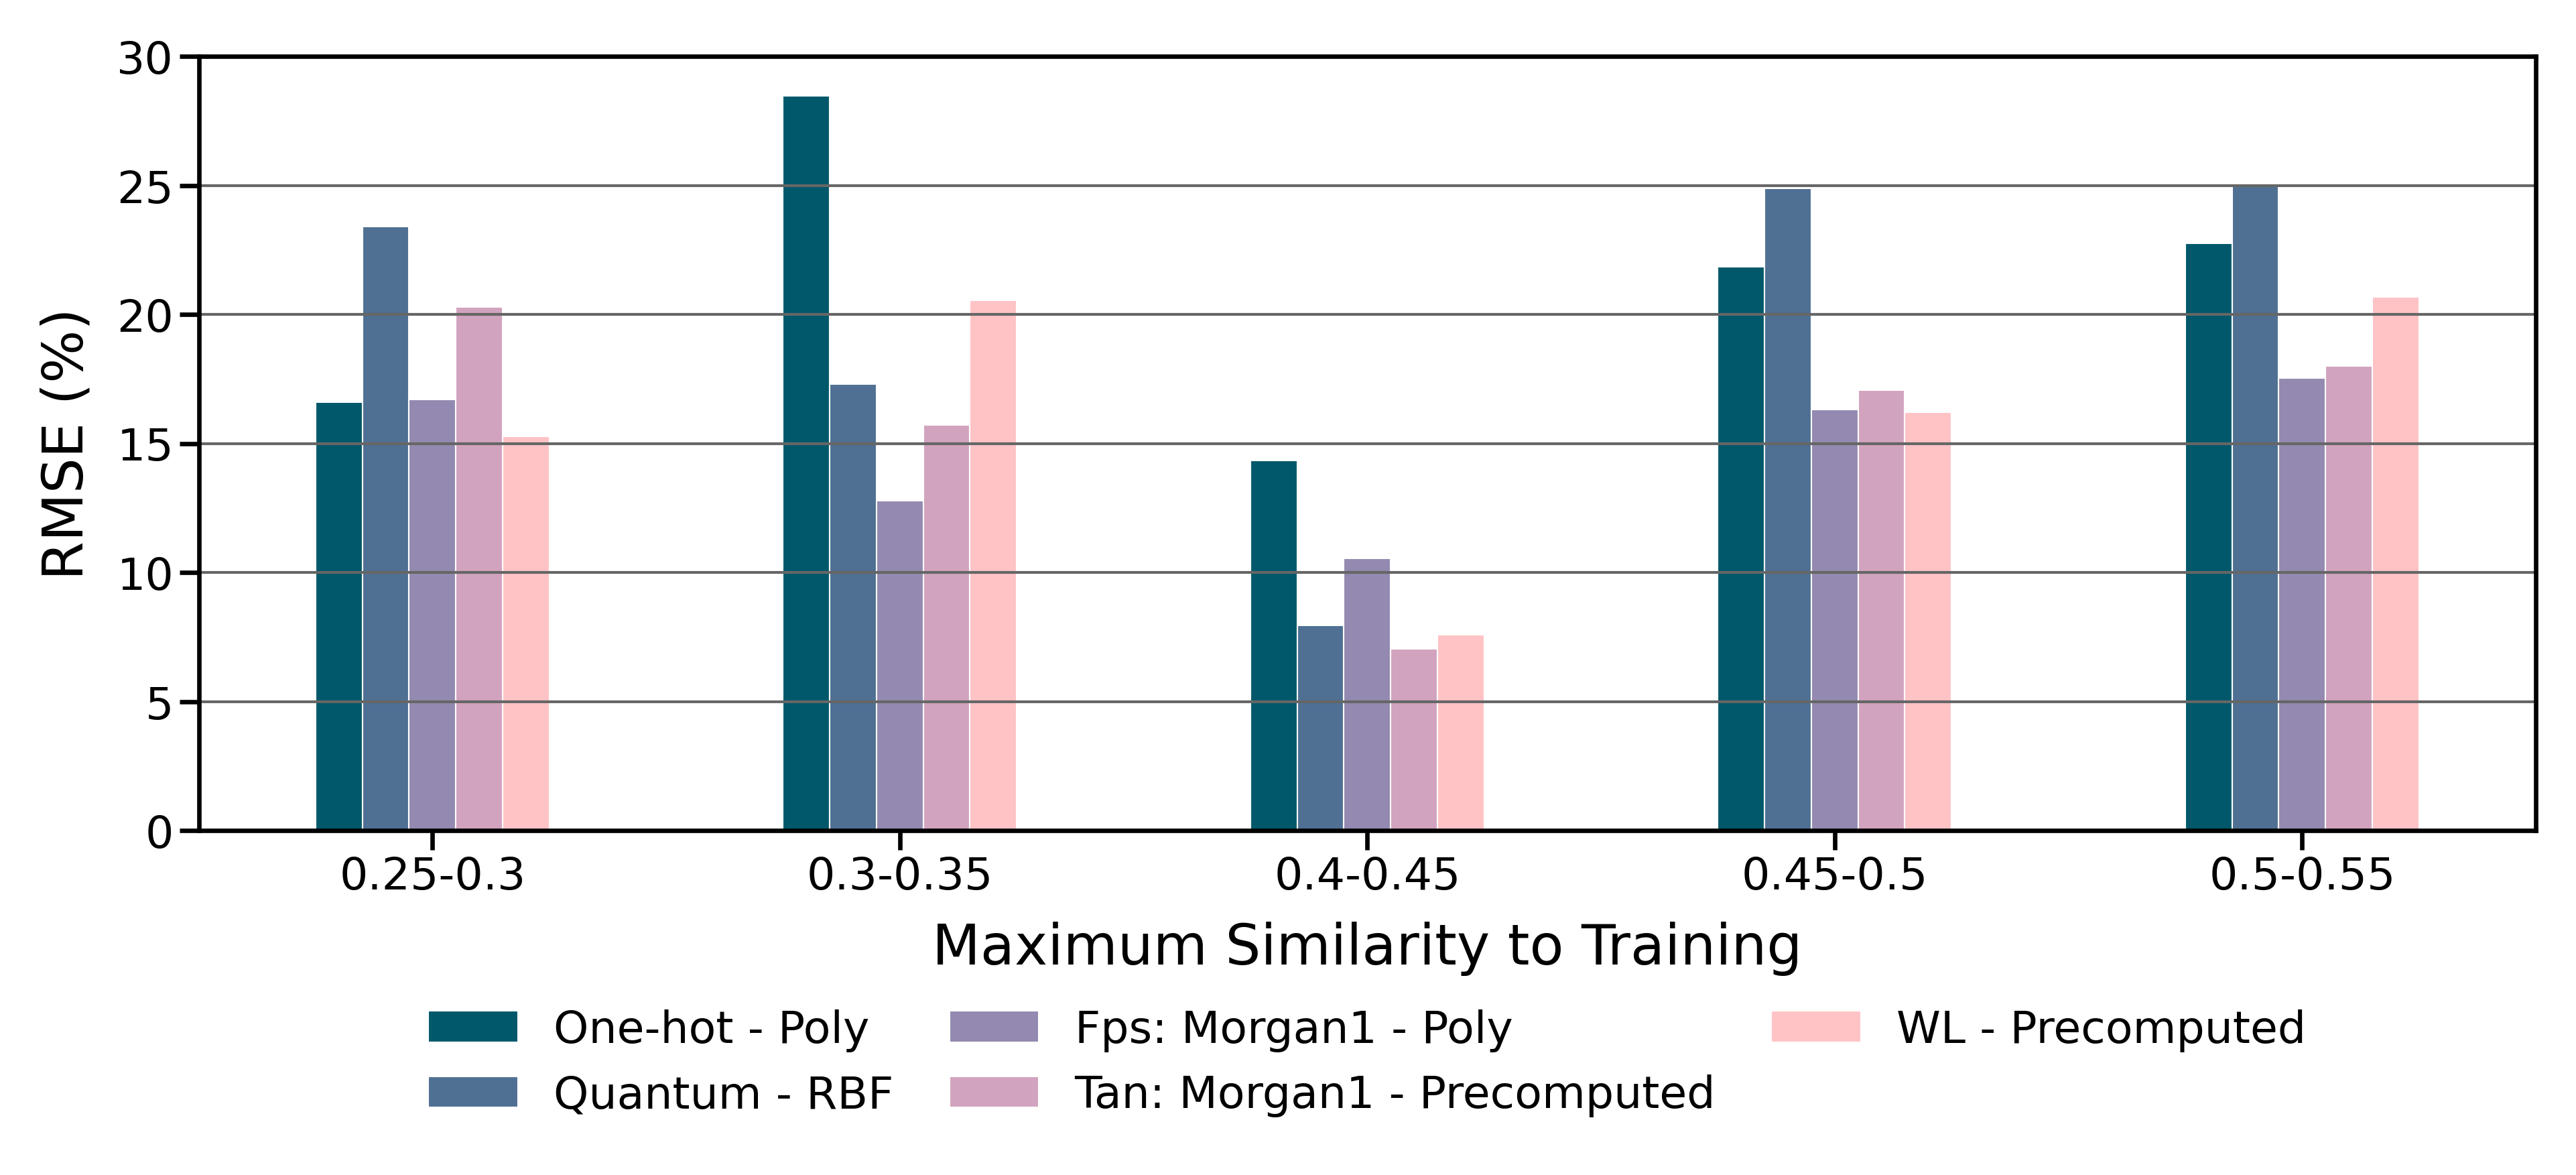 30
25
20
15
10
5
0
RMSE (%)
0.25-0.3 0.3-0.35 0.4-0.45 0.45-0.5 0.5-0.55
Maximum Similarity to Training
One-hot - Poly Fps: Morgan1 - Poly WL - Precomputed
Quantum - RBF Tan: Morgan1 - Precomputed